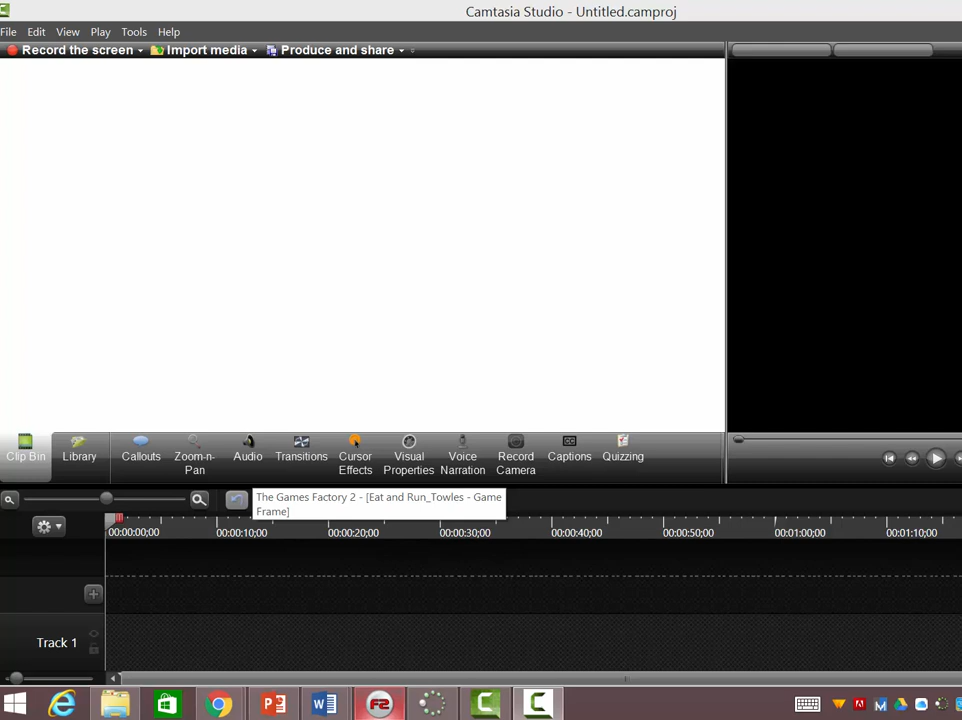 Camtasia Studio - Untitled.camproj
File Edit View Play Tools Help
Record the screen Import media Produce and share
Clip Bin Library Callouts Zoom-n-Pan Audio Transitions Cursor Effects Visual Properties Voice Narration Record Camera Captions Quizzing
The Games Factory 2 - [Eat and Run_Towles - Game
Frame]
00:00:00;00 00:00:10;00 00:00:20;00 00:00:30;00 00:00:40;00 00:00:50;00 00:01:00;00 00:01:10;00
Track 1